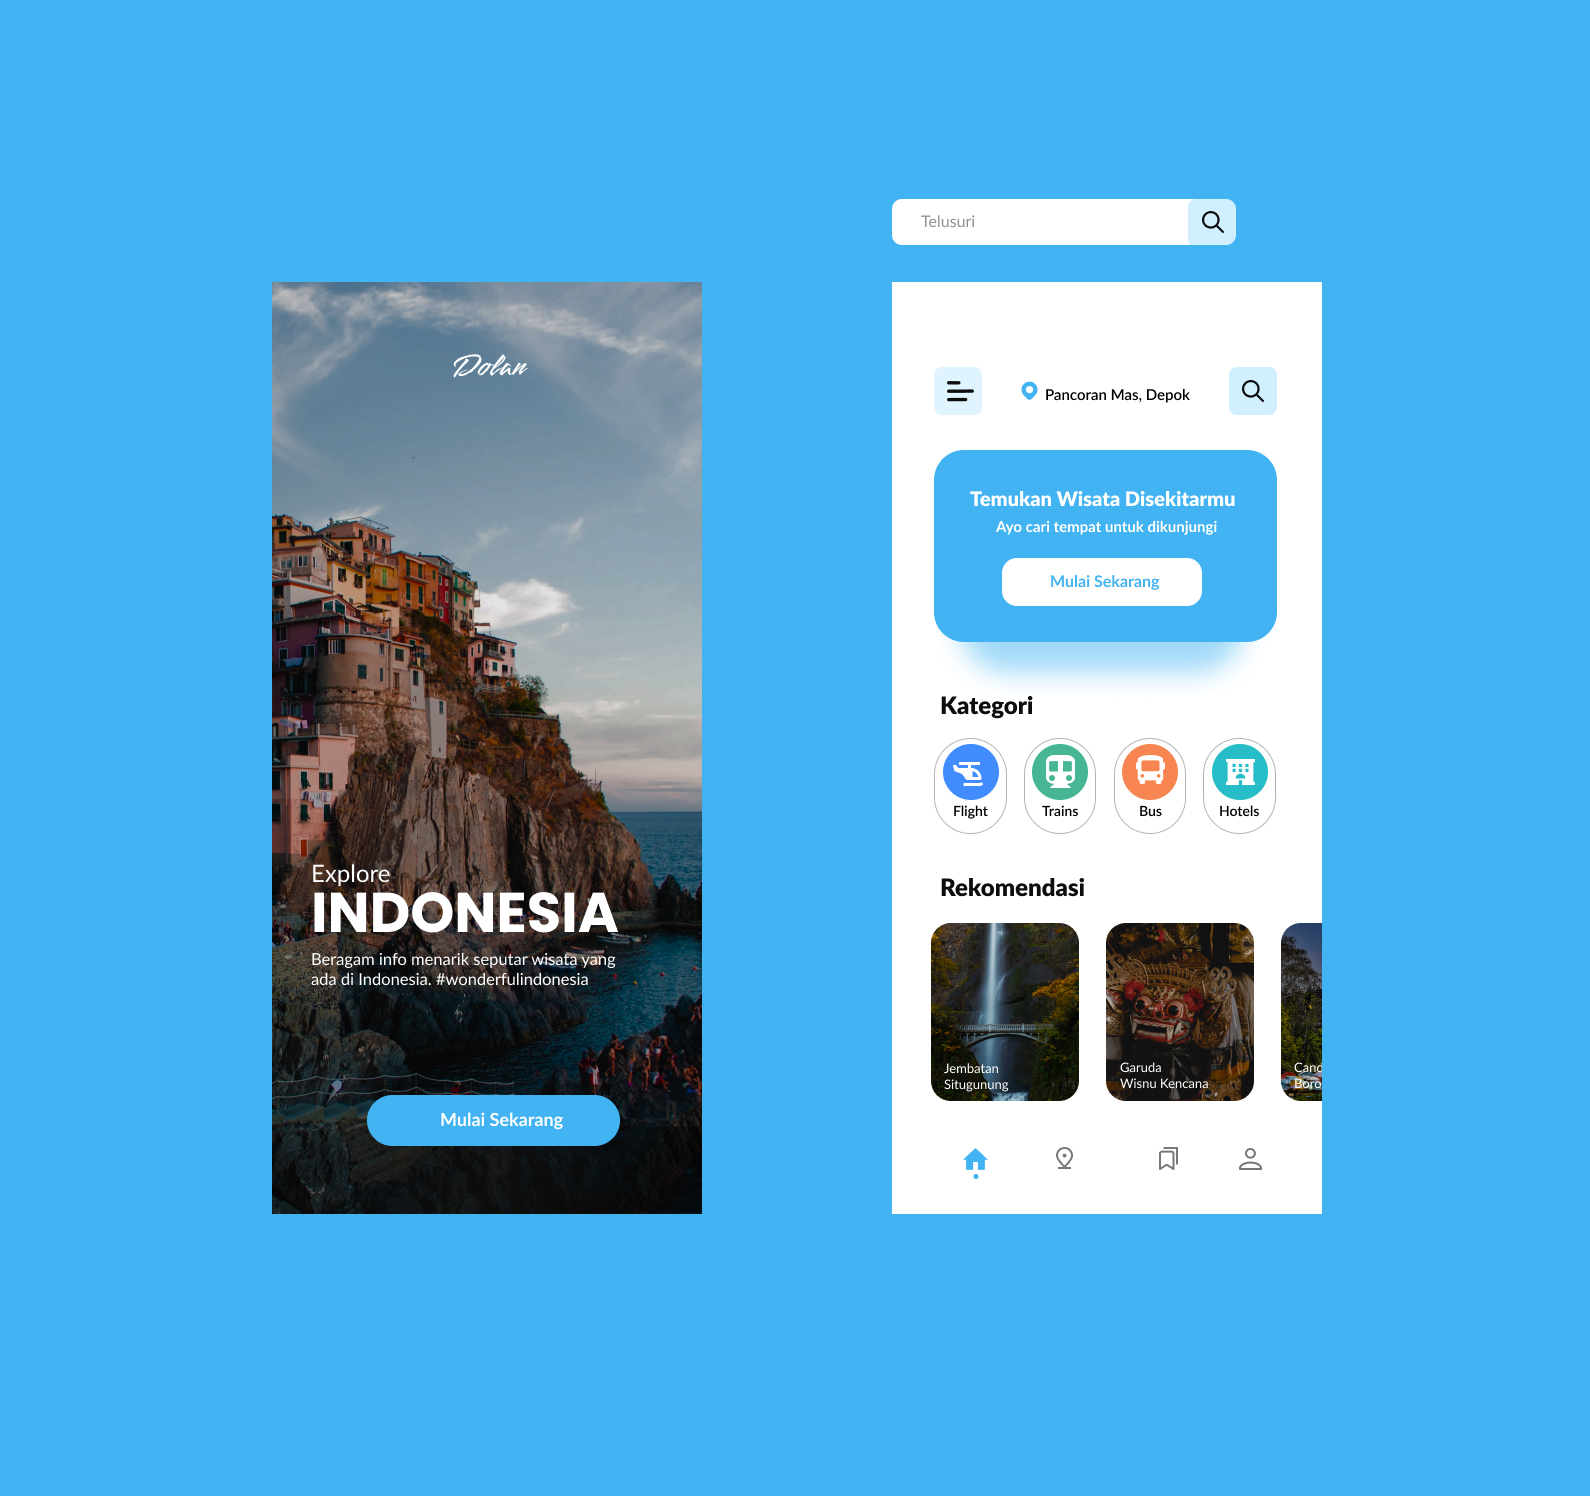 Dolan
Explore
INDONESIA
Beragam info menarik seputar wisata yang
ada di Indonesia. #wonderfulindonesia
Mulai Sekarang
Telusuri
Pancoran Mas, Depok
Temukan Wisata Disekitarmu
Ayo cari tempat untuk dikunjungi
Mulai Sekarang
Kategori
Flight
Trains
Bus
Hotels
Rekomendasi
Jembatan
Situgunung
Garuda
Wisnu Kencana
Cand
Boro